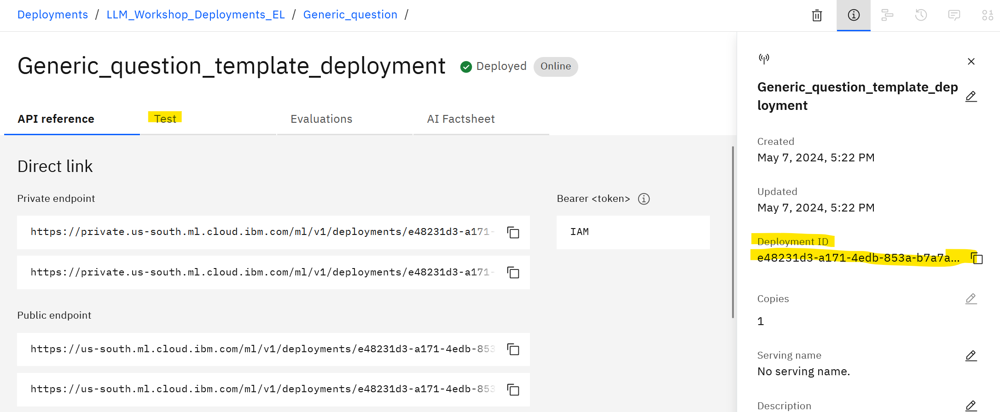 Deployments / LLM_Workshop_Deployments_EL / Generic_question /
Generic_question_template_deployment Deployed Online
API reference Test Evaluations AI Factsheet
Direct link
Private endpoint
Bearer <token>
https://private.us-south.ml.cloud.ibm.com/ml/v1/deployments/e48231d3-a171-
IAM
https://private.us-south.ml.cloud.ibm.com/ml/v1/deployments/e48231d3-a171-
Public endpoint
https://us-south.ml.cloud.ibm.com/ml/v1/deployments/e48231d3-a171-4edb-853
https://us-south.ml.cloud.ibm.com/ml/v1/deployments/e48231d3-a171-4edb-853
Generic_question_template_dep
loyment
Created
May 7, 2024, 5:22 PM
Updated
May 7, 2024, 5:22 PM
Deployment ID
e48231d3-a171-4edb-853a-b7a7a...
Copies
1
Serving name
No serving name.
Description